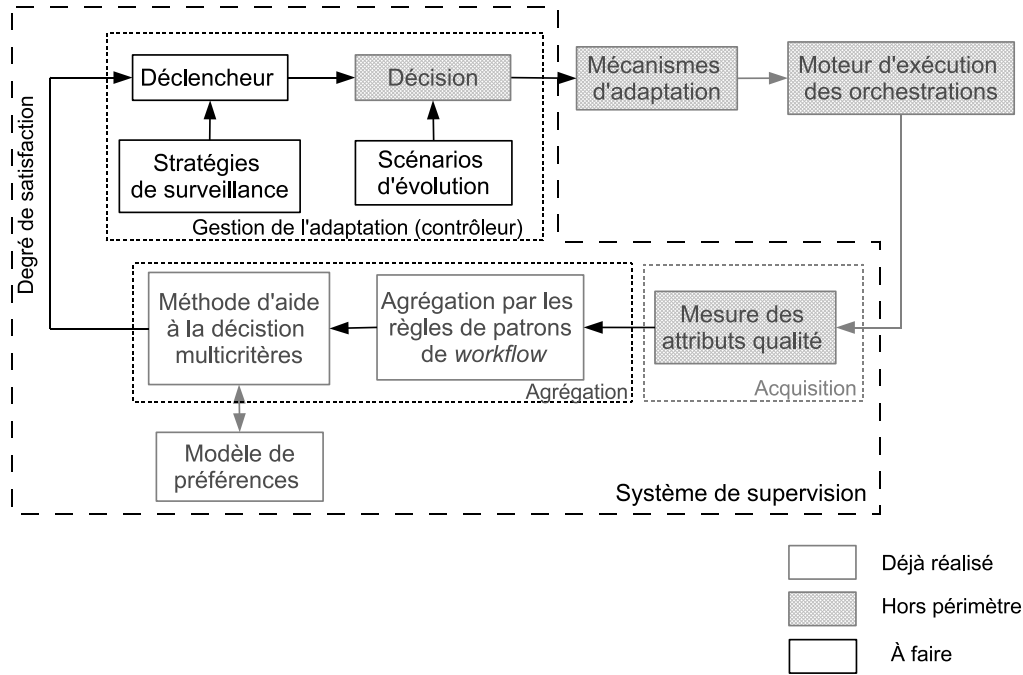 Déclencheur
Décision
Mécanismes
d'adaptation
Moteur d'exécution
des orchestrations
Stratégies
de surveillance
Scénarios
d'évolution
Gestion de l'adaptation (contrôleur)
Degré de satisfaction
Méthode d'aide
à la décistion
multicritères
Agrégation par les
règles de patrons
de workflow
Mesure des
attributs qualité
Agrégation
Acquisition
Modèle de
préférences
Système de supervision
Déjà réalisé
Hors périmètre
À faire